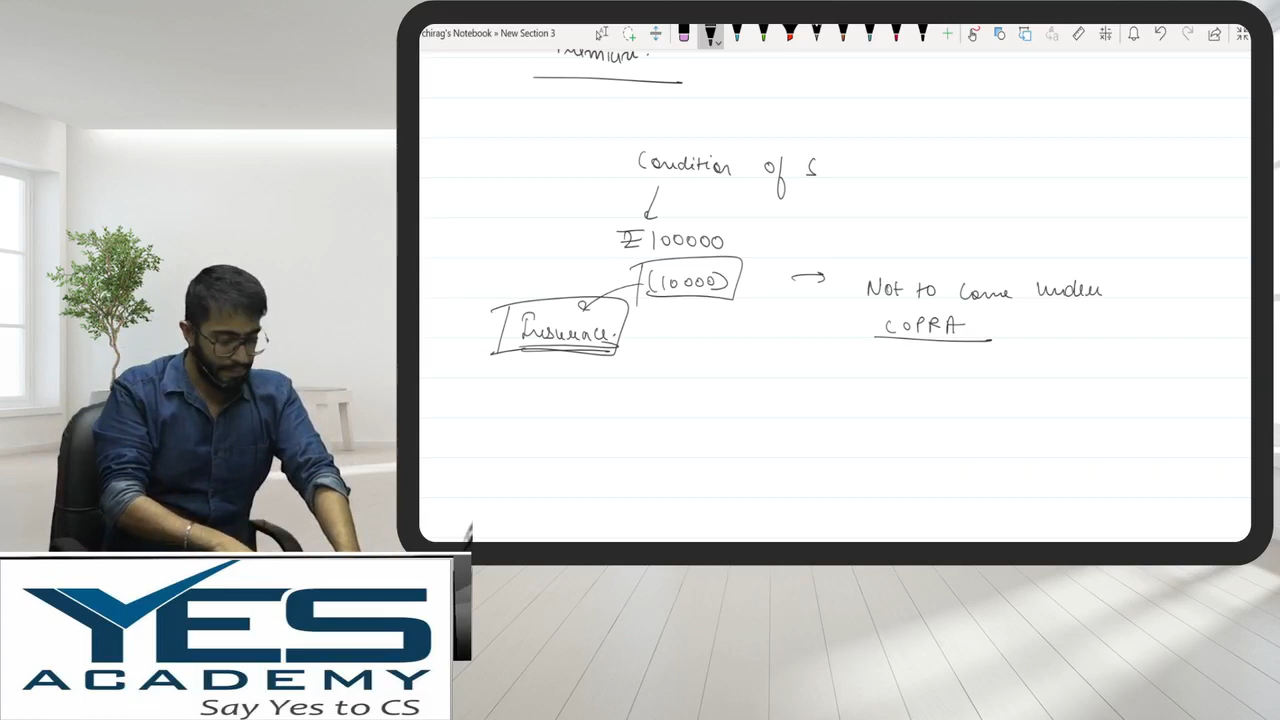 chirag's Notebook » New Section 3
Condition of S
100000
(10000)
Not to come under
COPRA
Insurance.
YES
ACADEMY
Say Yes to CS